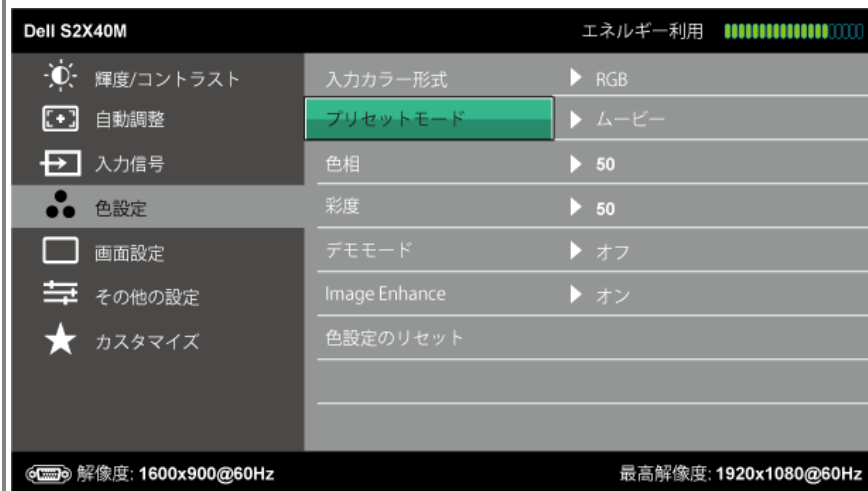 Dell S2X40M エネルギー利用
輝度/コントラスト
自動調整
入力信号
色設定
画面設定
その他の設定
カスタマイズ
入力カラー形式 RGB
プリセットモード ムービー
色相 50
彩度 50
デモモード オフ
Image Enhance オン
色設定のリセット
解像度: 1600x900@60Hz 最高解像度: 1920x1080@60Hz